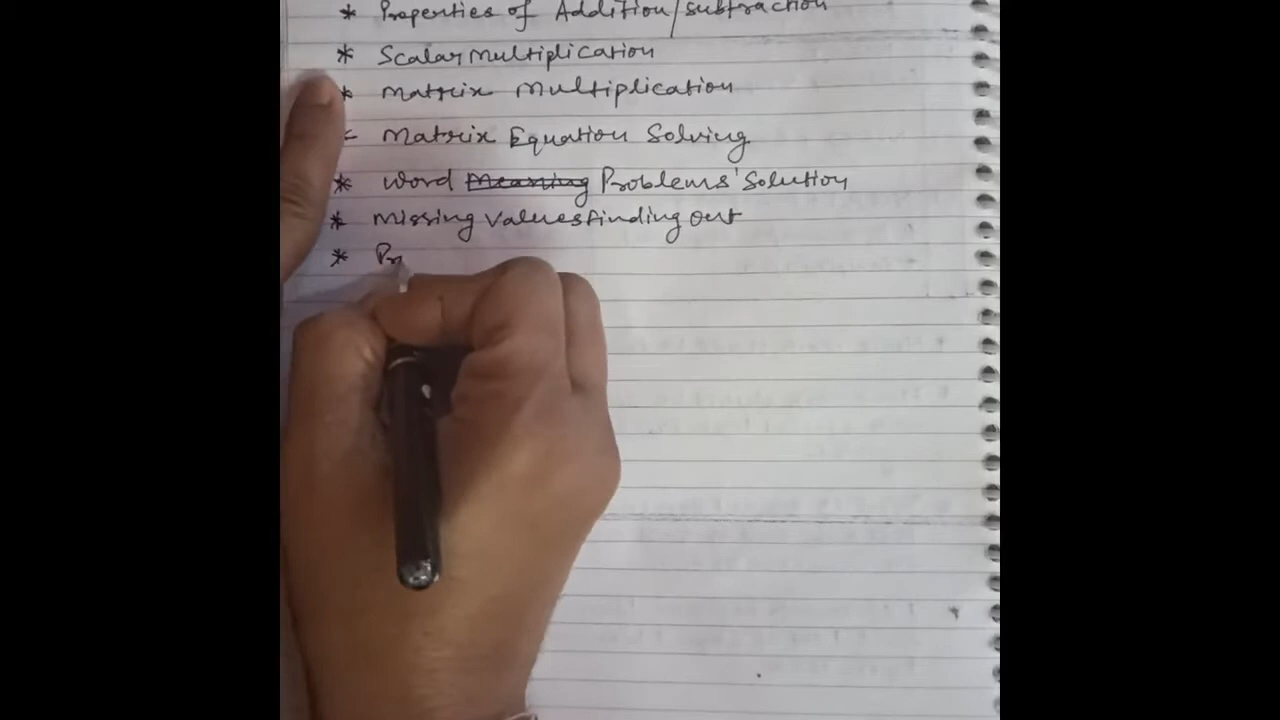 * Properties of Addition/subtraction
* Scalar multiplication
* Matrix Multiplication
* Matrix Equation Solving
* Word Meaning Problems' Solution
* Missing Values finding out
* Pr